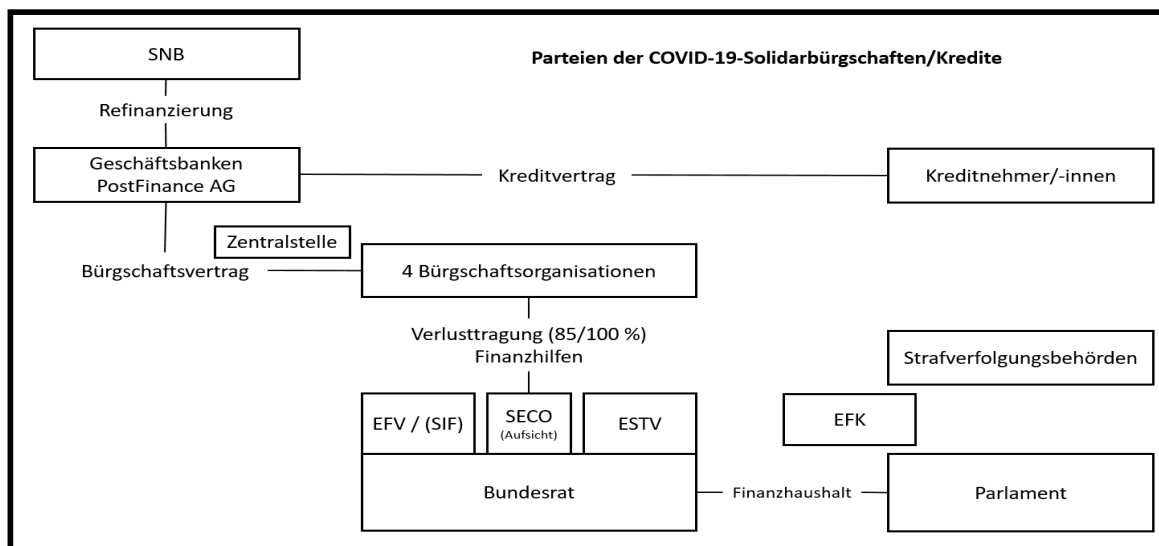 SNB
Parteien der COVID-19-Solidarbürgschaften/Kredite
Refinanzierung
Geschäftsbanken
PostFinance AG
Kreditvertrag
Kreditnehmer/-innen
Zentralstelle
Bürgschaftsvertrag
4 Bürgschaftsorganisationen
Verlusttragung (85/100 %)
Finanzhilfen
Strafverfolgungsbehörden
EFV / (SIF)
SECO
(Aufsicht)
ESTV
EFK
Bundesrat
Finanzhaushalt
Parlament